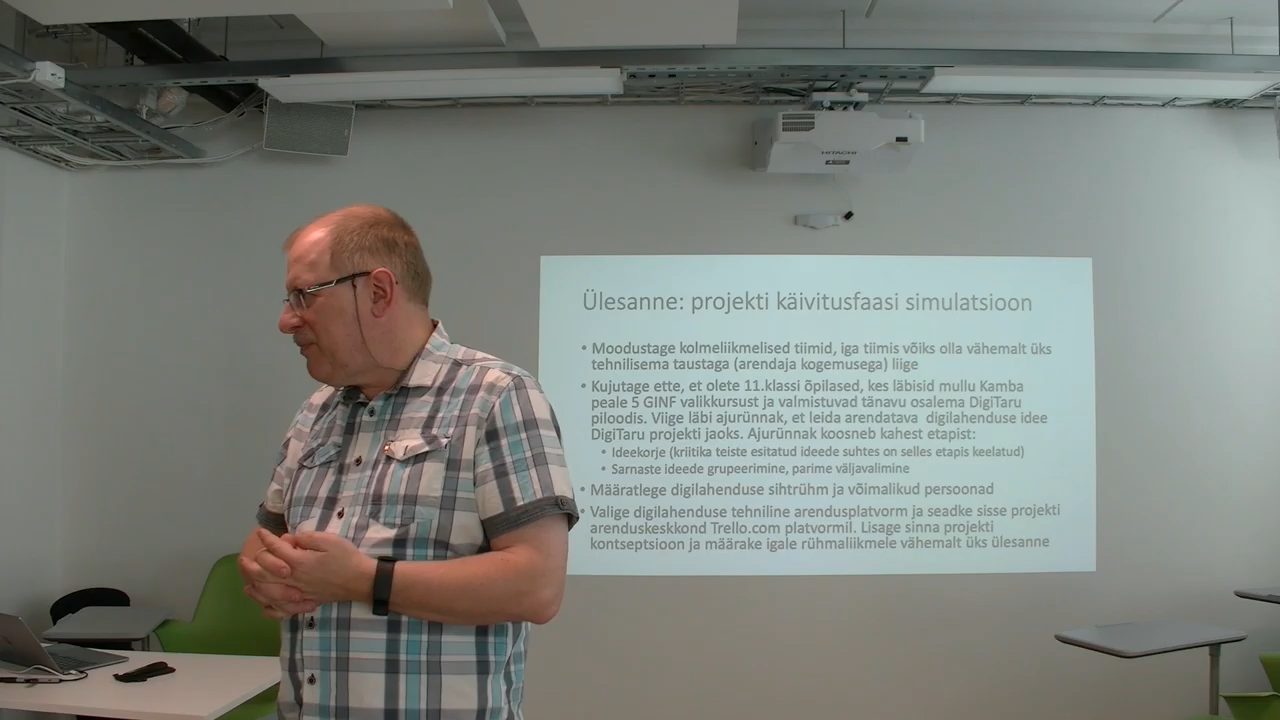 HITACHI
Ülesanne: projekti käivitusfaasi simulatsioon
• Moodustage kolmeliikmelised tiimid, iga tiimis võiks olla vähemalt üks
tehnilisema taustaga (arendaja kogemusega) liige
• Kujutage ette, et olete 11.klassi õpilased, kes läbisid mullu Kamba
peale 5 GINF valikkursust ja valmistuvad tänavu osalema DigiTaru
piloodis. Viige läbi ajurünnak, et leida arendatava digilahenduse idee
DigiTaru projekti jaoks. Ajurünnak koosneb kahest etapist:
• Ideekorje (kriitika teiste esitatud ideede suhtes on selles etapis keelatud)
• Sarnaste ideede grupeerimine, parime väljavalimine
• Määratlege digilahenduse sihtrühm ja võimalikud persoonad
• Valige digilahenduse tehniline arendusplatvorm ja seadke sisse projekti
arenduskeskkond Trello.com platvormil. Lisage sinna projekti
kontseptsioon ja määrake igale rühmaliikmele vähemalt üks ülesanne